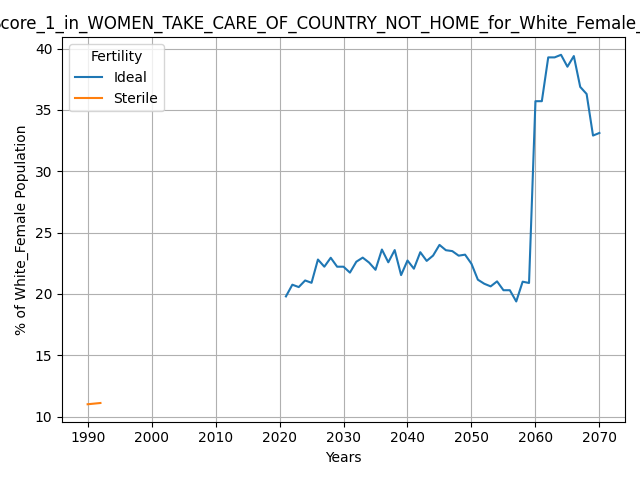 core_1_in_WOMEN_TAKE_CARE_OF_COUNTRY_NOT_HOME_for_White_Female_
Fertility
Ideal
Sterile
% of White_Female Population
40
35
30
25
20
15
10
1990 2000 2010 2020 2030 2040 2050 2060 2070
Years